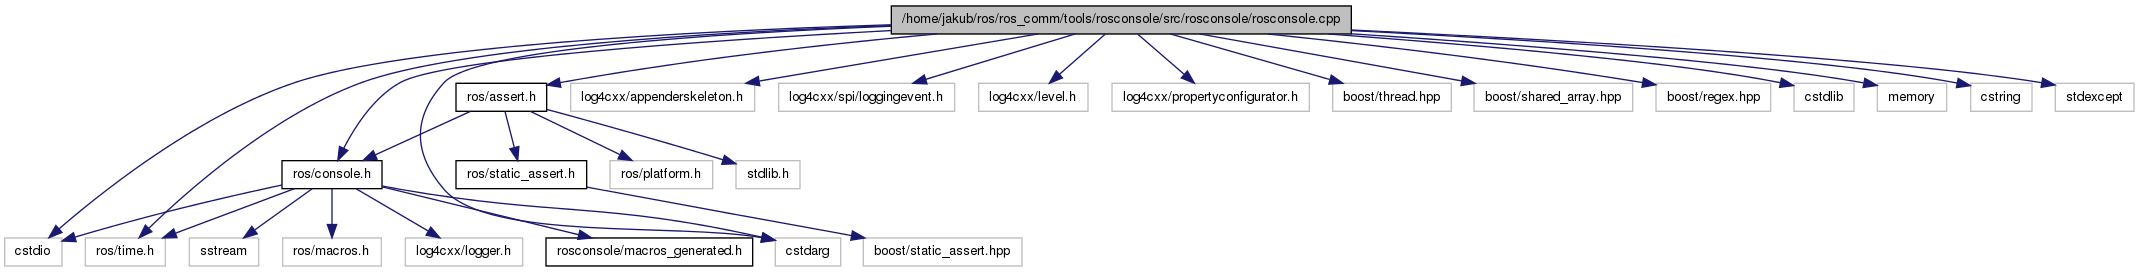 /home/jakub/ros/ros_comm/tools/rosconsole/src/rosconsole/rosconsole.cpp
ros/assert.h
log4cxx/appenderskeleton.h
log4cxx/spi/loggingevent.h
log4cxx/level.h
log4cxx/propertyconfigurator.h
boost/thread.hpp
boost/shared_array.hpp
boost/regex.hpp
cstdlib
memory
cstring
stdexcept
ros/console.h
ros/static_assert.h
ros/platform.h
stdlib.h
cstdio
ros/time.h
sstream
ros/macros.h
log4cxx/logger.h
rosconsole/macros_generated.h
cstdarg
boost/static_assert.hpp